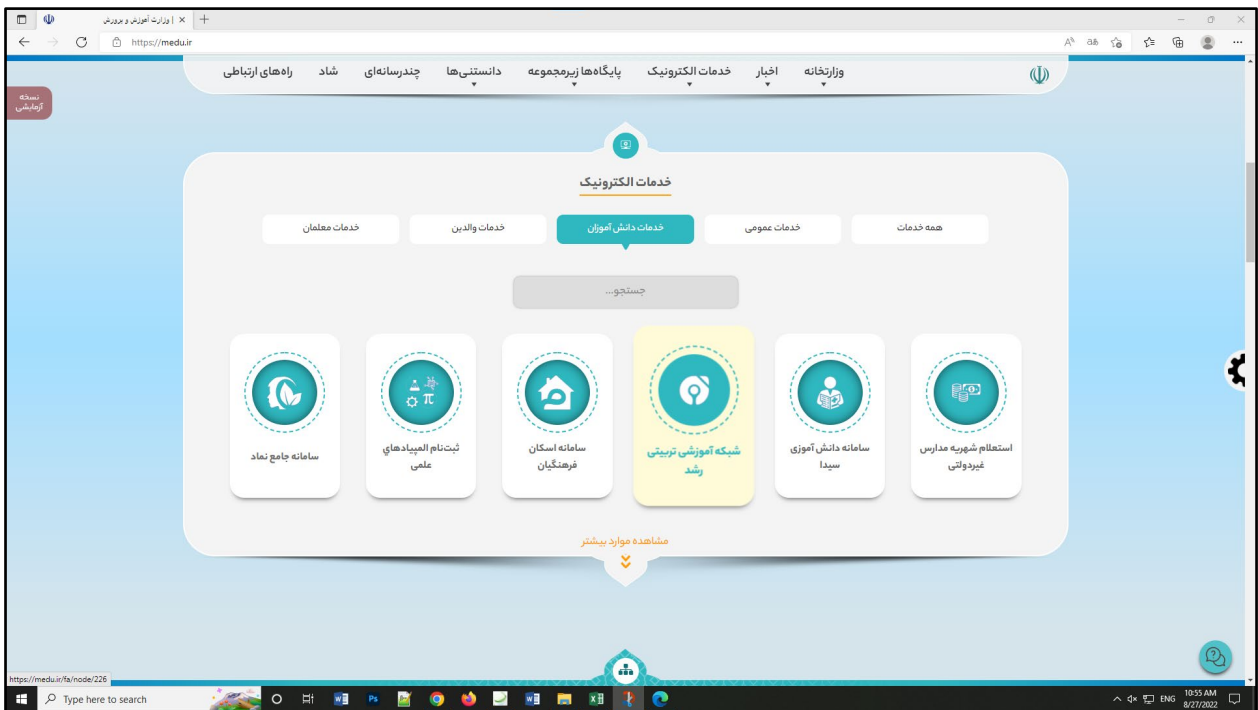 | وزارت آموزش و پرورش
https://medu.ir
وزارتخانه
اخبار
خدمات الکترونیک
پایگاه‌ها زیرمجموعه
دانستنی‌ها
چندرسانه‌ای
شاد
راه‌های ارتباطی
نسخه
آزمایشی
خدمات الکترونیک
همه خدمات
خدمات عمومی
خدمات دانش آموزان
خدمات والدین
خدمات معلمان
جستجو...
استعلام شهریه مدارس
غیردولتی
سامانه دانش آموزی
سیدا
شبکه آموزشی تربیتی
رشد
سامانه اسکان
فرهنگیان
ثبت‌نام المپیادهاي
علمی
سامانه جامع نماد
مشاهده موارد بیشتر
https://medu.ir/fa/node/226
Type here to search
ENG
10:55 AM
8/27/2022